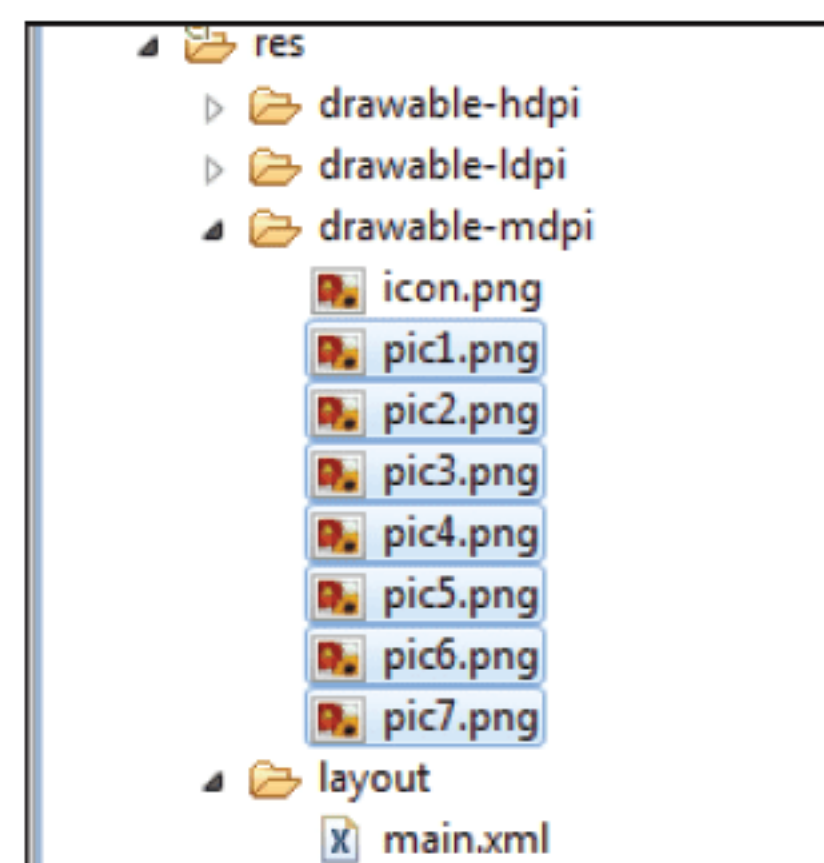 res
drawable-hdpi
drawable-ldpi
drawable-mdpi
icon.png
pic1.png
pic2.png
pic3.png
pic4.png
pic5.png
pic6.png
pic7.png
layout
main.xml